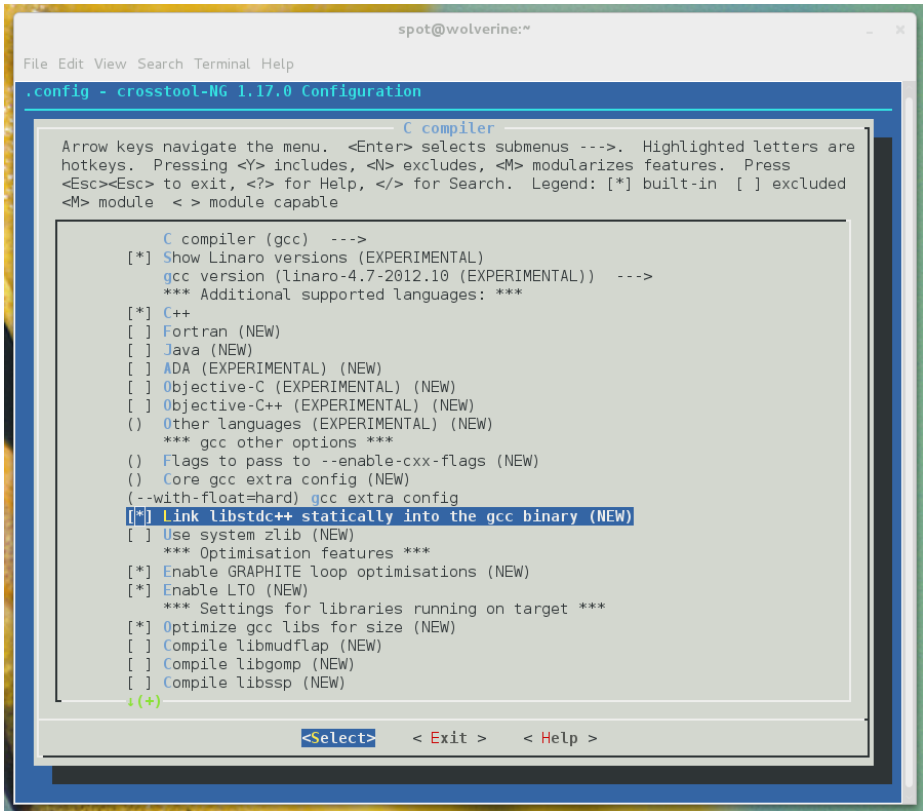 spot@wolverine:~
File Edit View Search Terminal Help
.config - crosstool-NG 1.17.0 Configuration
C compiler
Arrow keys navigate the menu.  <Enter> selects submenus --->.  Highlighted letters are
hotkeys.  Pressing <Y> includes, <N> excludes, <M> modularizes features.  Press
<Esc><Esc> to exit, <?> for Help, </> for Search.  Legend: [*] built-in  [ ] excluded
<M> module  < > module capable
C compiler (gcc)  --->
[*] Show Linaro versions (EXPERIMENTAL)
gcc version (linaro-4.7-2012.10 (EXPERIMENTAL))  --->
*** Additional supported languages: ***
[*] C++
[ ] Fortran (NEW)
[ ] Java (NEW)
[ ] ADA (EXPERIMENTAL) (NEW)
[ ] Objective-C (EXPERIMENTAL) (NEW)
[ ] Objective-C++ (EXPERIMENTAL) (NEW)
()  Other languages (EXPERIMENTAL) (NEW)
*** gcc other options ***
()  Flags to pass to --enable-cxx-flags (NEW)
()  Core gcc extra config (NEW)
(--with-float=hard) gcc extra config
[*] Link libstdc++ statically into the gcc binary (NEW)
[ ] Use system zlib (NEW)
*** Optimisation features ***
[*] Enable GRAPHITE loop optimisations (NEW)
[*] Enable LTO (NEW)
*** Settings for libraries running on target ***
[*] Optimize gcc libs for size (NEW)
[ ] Compile libmudflap (NEW)
[ ] Compile libgomp (NEW)
[ ] Compile libssp (NEW)
↓(+)
<Select>    < Exit >    < Help >